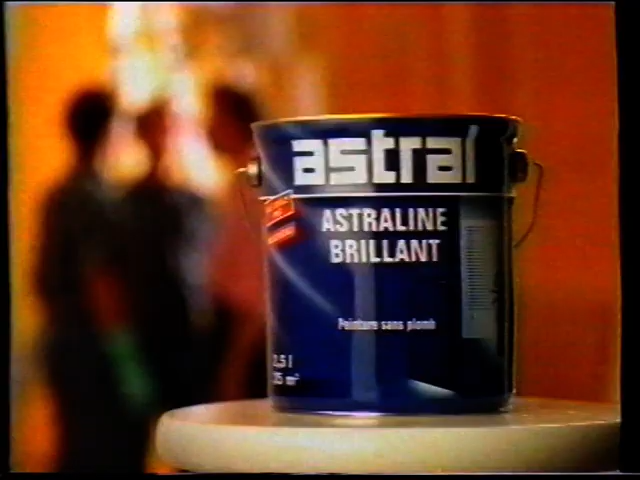 astral
ASTRALINE
BRILLANT
Peinture sans plomb
2,5 l
25 m²